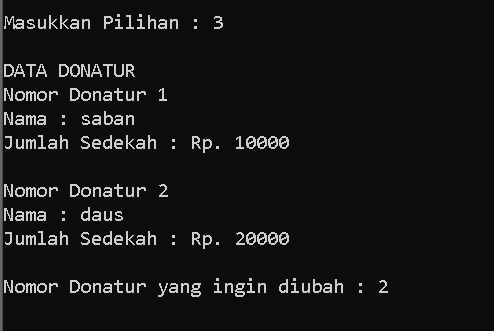 Masukkan Pilihan : 3
DATA DONATUR
Nomor Donatur 1
Nama : saban
Jumlah Sedekah : Rp. 10000
Nomor Donatur 2
Nama : daus
Jumlah Sedekah : Rp. 20000
Nomor Donatur yang ingin diubah : 2